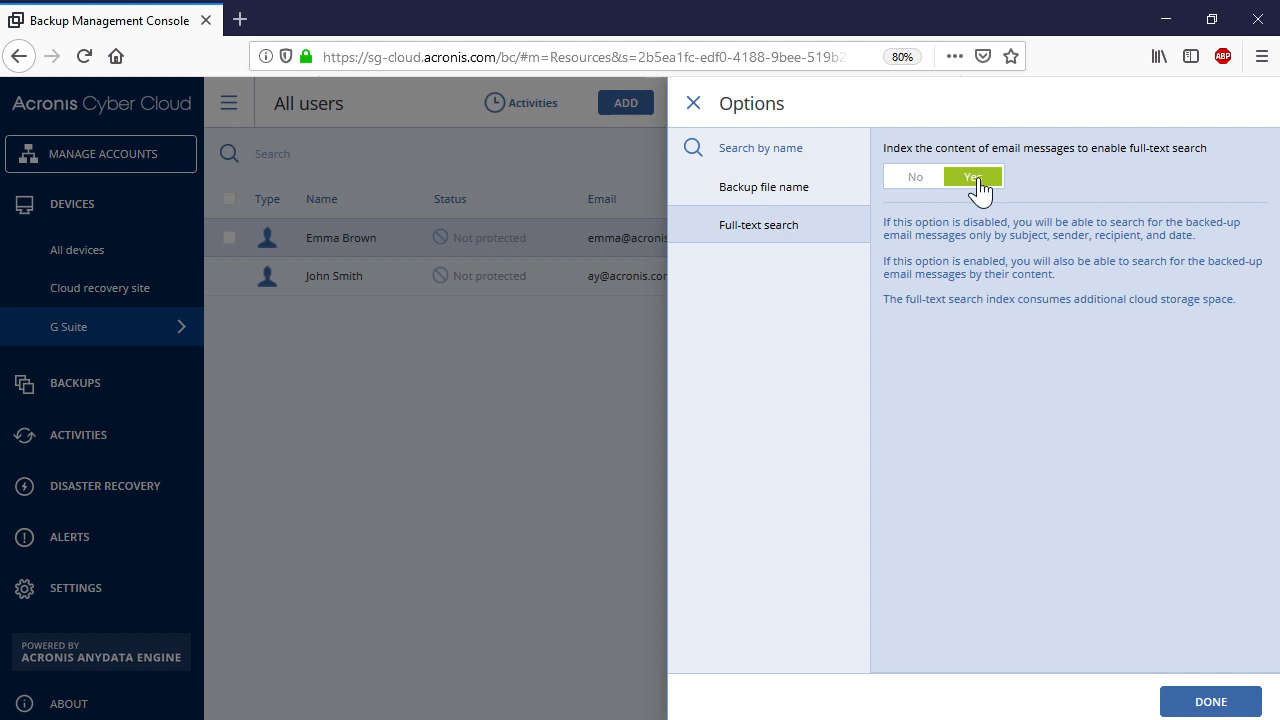 Backup Management Console
https://sg-cloud.acronis.com/bc/#m=Resources&s=2b5ea1fc-edf0-4188-9bee-519b2
80%
ABP
Acronis Cyber Cloud
MANAGE ACCOUNTS
DEVICES
All devices
Cloud recovery site
G Suite
BACKUPS
ACTIVITIES
DISASTER RECOVERY
ALERTS
SETTINGS
POWERED BY
ACRONIS ANYDATA ENGINE
ABOUT
All users
Activities
ADD
Search
Type Name Status Email
Emma Brown Not protected emma@acronis
John Smith Not protected ay@acronis.cor
Options
Search by name
Backup file name
Full-text search
Index the content of email messages to enable full-text search
No Yes
If this option is disabled, you will be able to search for the backed-up
email messages only by subject, sender, recipient, and date.
If this option is enabled, you will also be able to search for the backed-up
email messages by their content.
The full-text search index consumes additional cloud storage space.
DONE